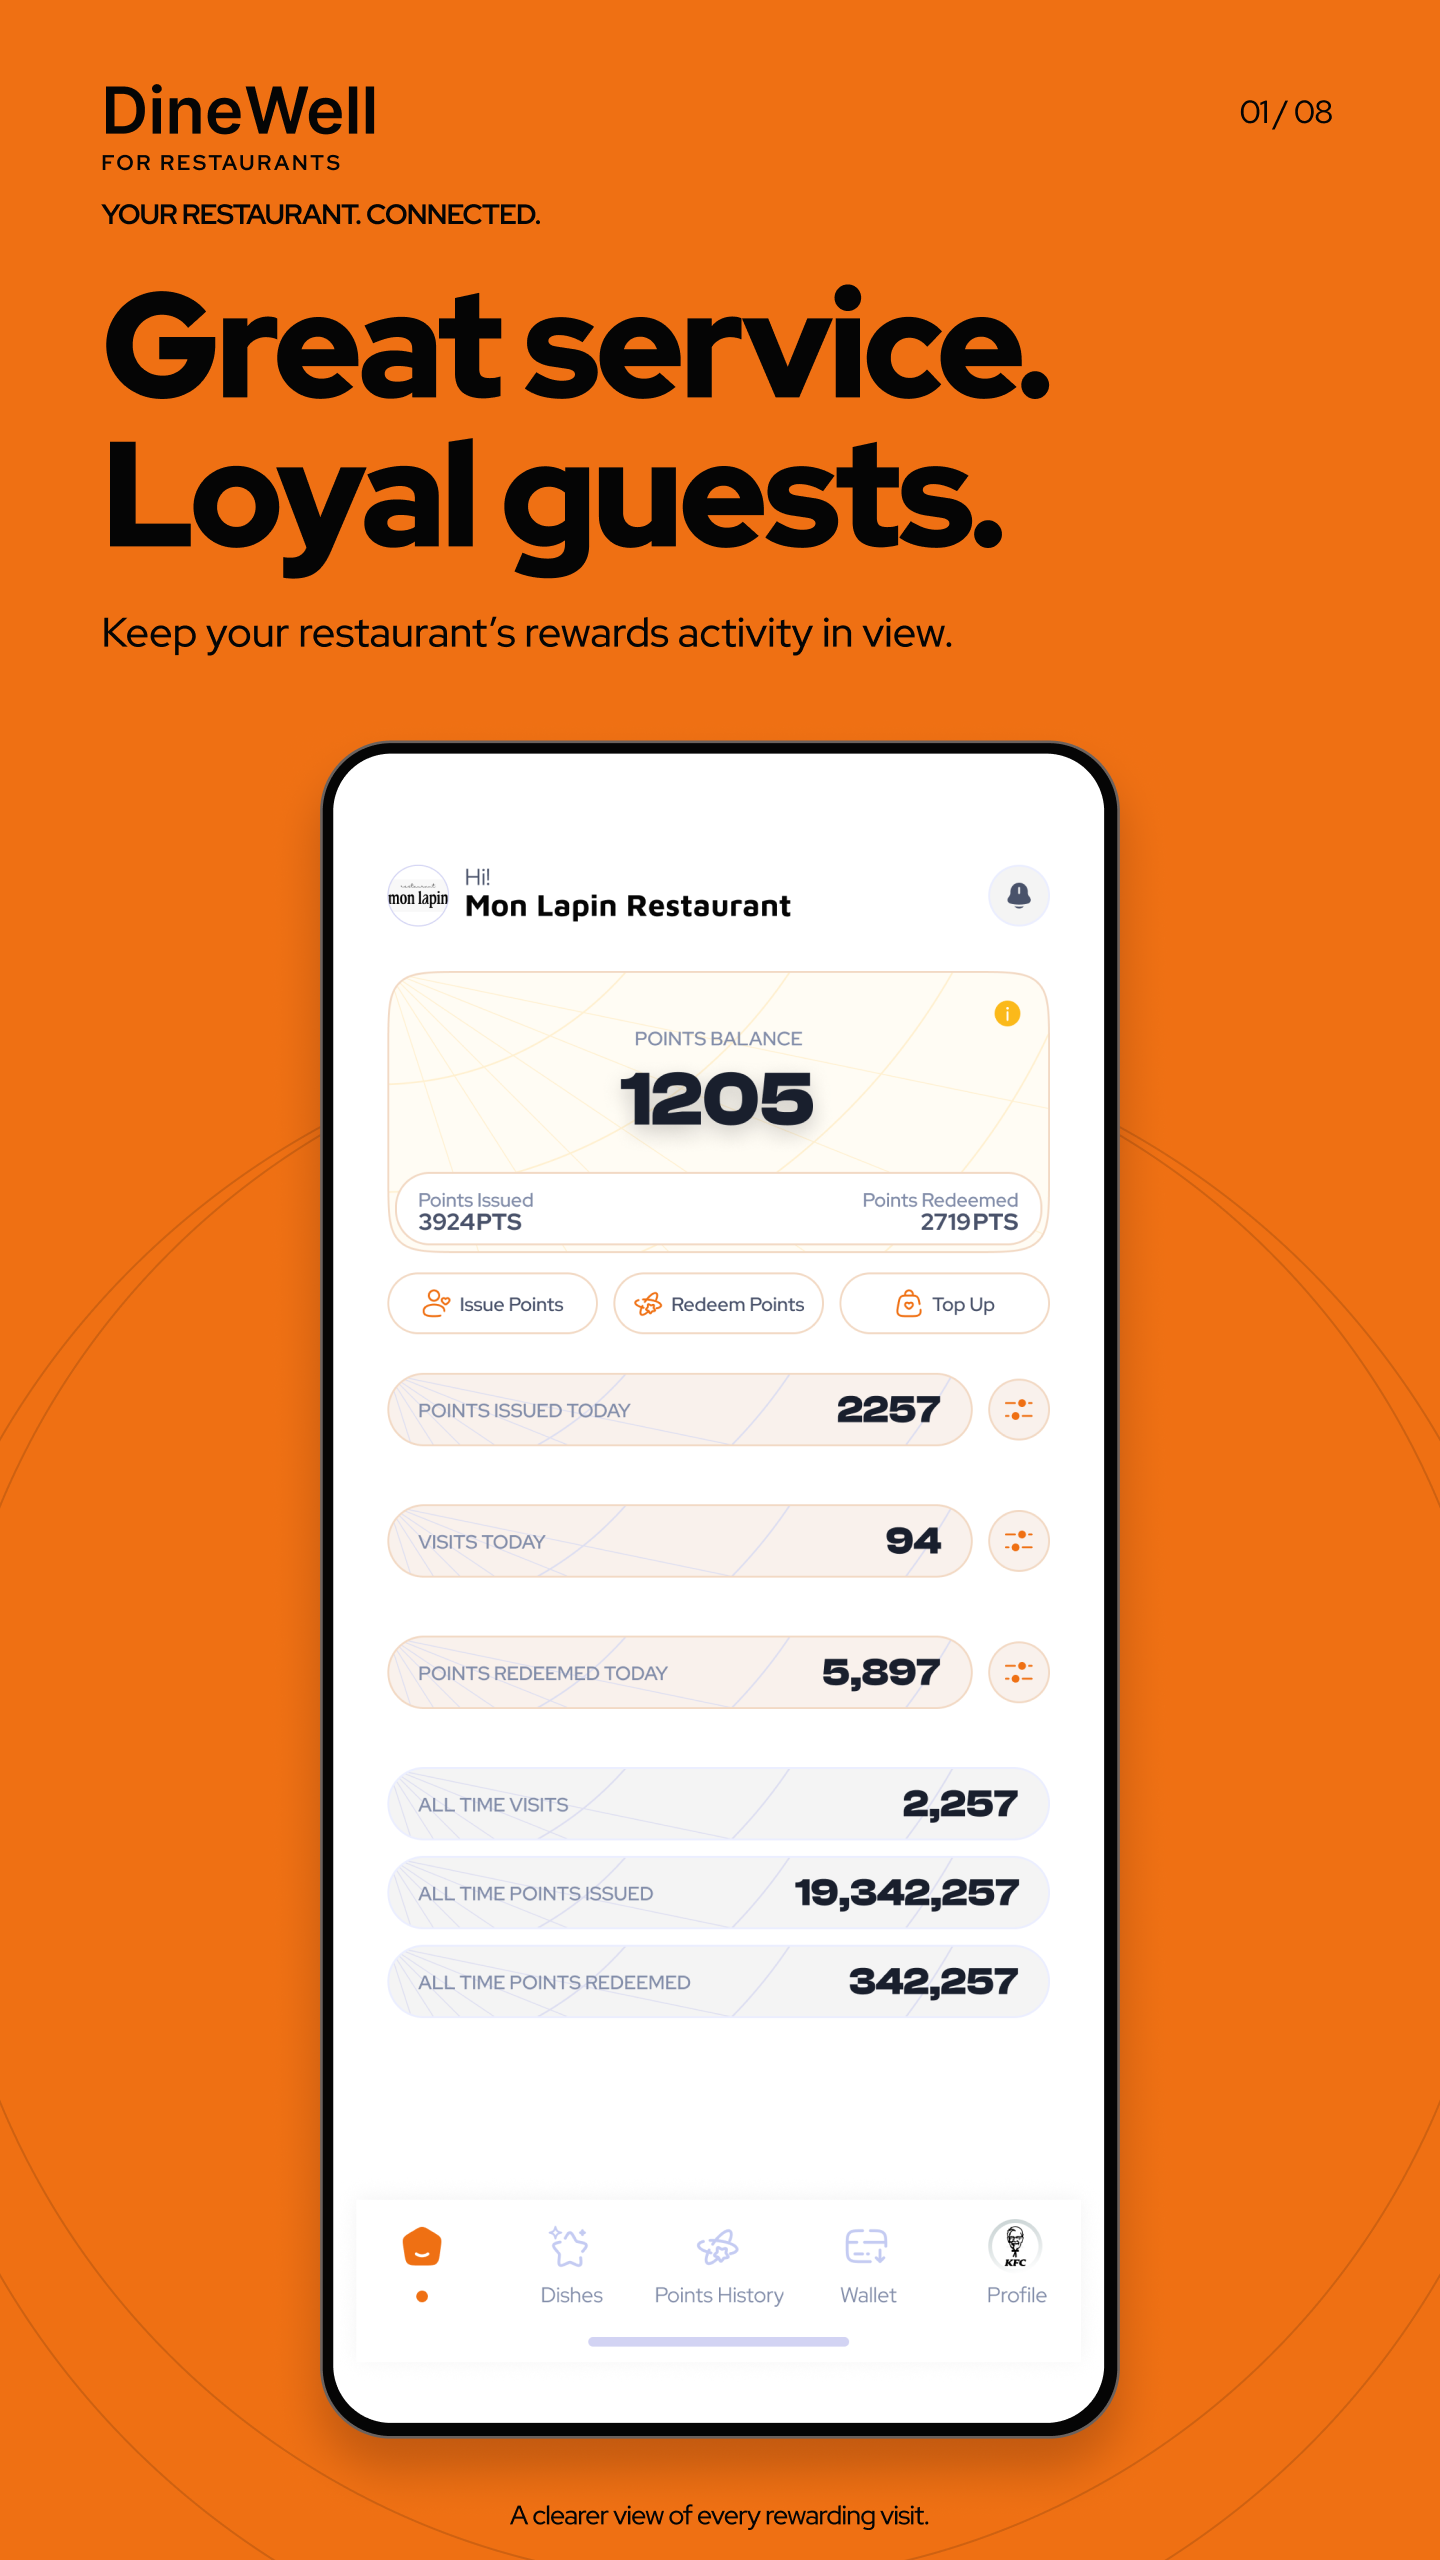 DineWell
01 / 08
FOR RESTAURANTS
YOUR RESTAURANT. CONNECTED.
Great service.
Loyal guests.
Keep your restaurant’s rewards activity in view.
Hi!
restaurant
mon lapin
Mon Lapin Restaurant
POINTS BALANCE
1205
Points Issued
Points Redeemed
3924PTS
2719PTS
Issue Points
Redeem Points
Top Up
POINTS ISSUED TODAY
2257
VISITS TODAY
94
POINTS REDEEMED TODAY
5,897
ALL TIME VISITS
2,257
ALL TIME POINTS ISSUED
19,342,257
ALL TIME POINTS REDEEMED
342,257
KFC
Dishes
Points History
Wallet
Profile
A clearer view of every rewarding visit.